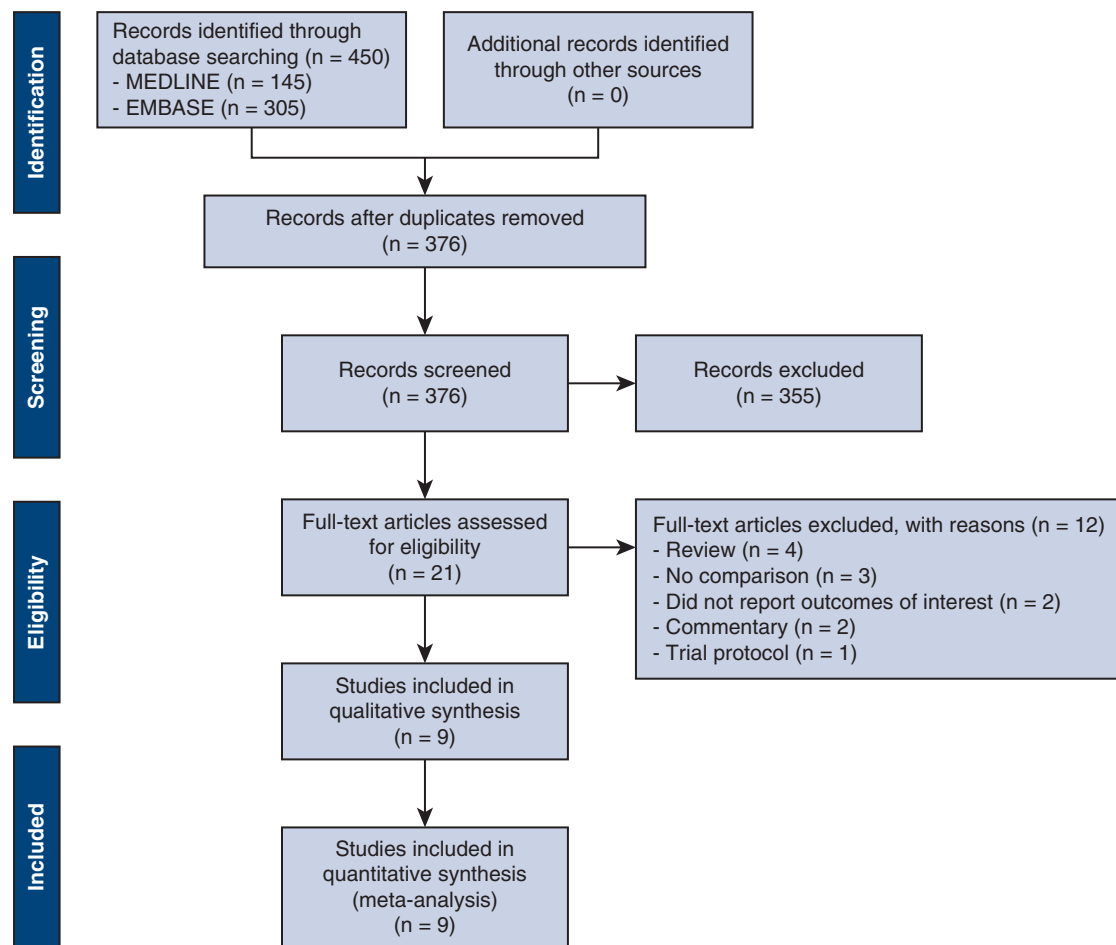 Identification
Records identified through
database searching (n = 450)
- MEDLINE (n = 145)
- EMBASE (n = 305)
Additional records identified
through other sources
(n = 0)
Records after duplicates removed
(n = 376)
Screening
Records screened
(n = 376)
Records excluded
(n = 355)
Eligibility
Full-text articles assessed
for eligibility
(n = 21)
Full-text articles excluded, with reasons (n = 12)
- Review (n = 4)
- No comparison (n = 3)
- Did not report outcomes of interest (n = 2)
- Commentary (n = 2)
- Trial protocol (n = 1)
Studies included in
qualitative synthesis
(n = 9)
Included
Studies included in
quantitative synthesis
(meta-analysis)
(n = 9)